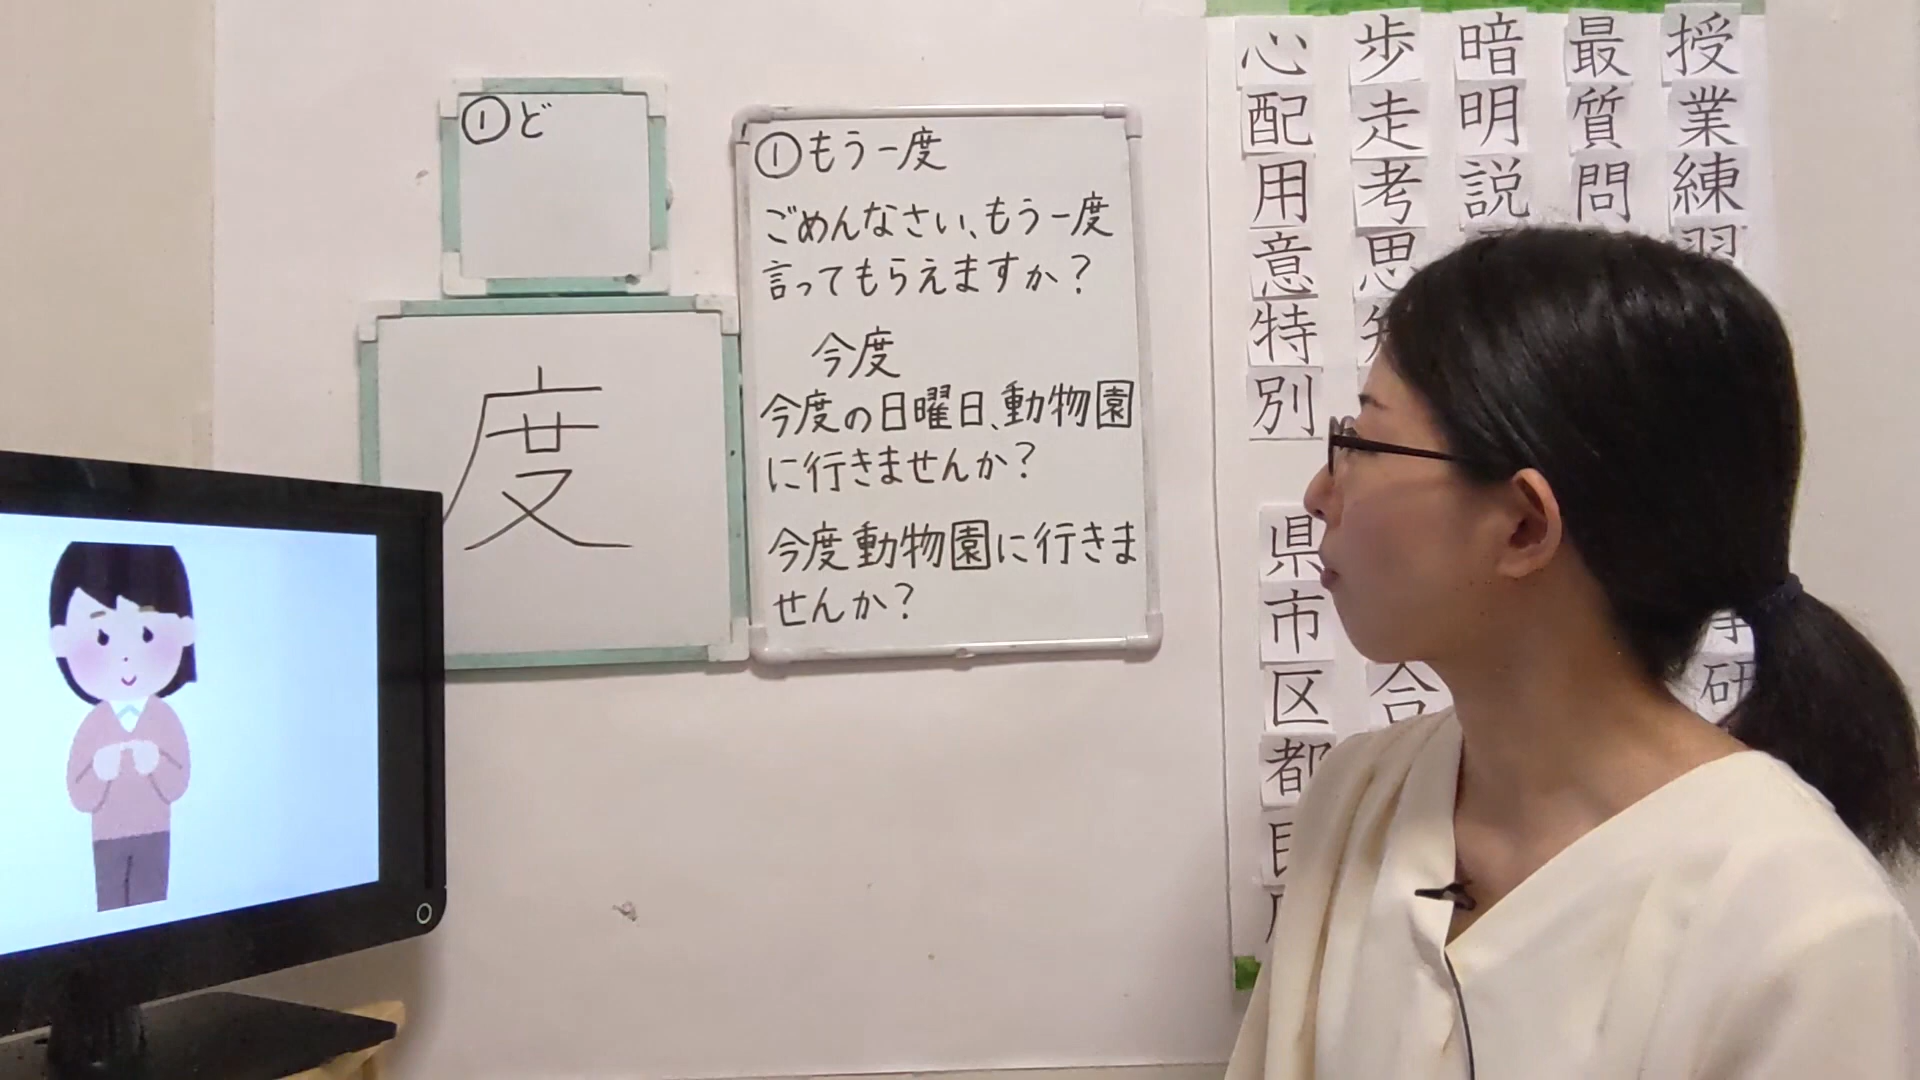 ①ど
度
①もう一度
ごめんなさい、もう一度
言ってもらえますか？
今度
今度の日曜日、動物園
に行きませんか？
今度動物園に行きま
せんか？
心配用意特別
県市区都
歩走考思
合
暗明説
最質問
授業練習
研